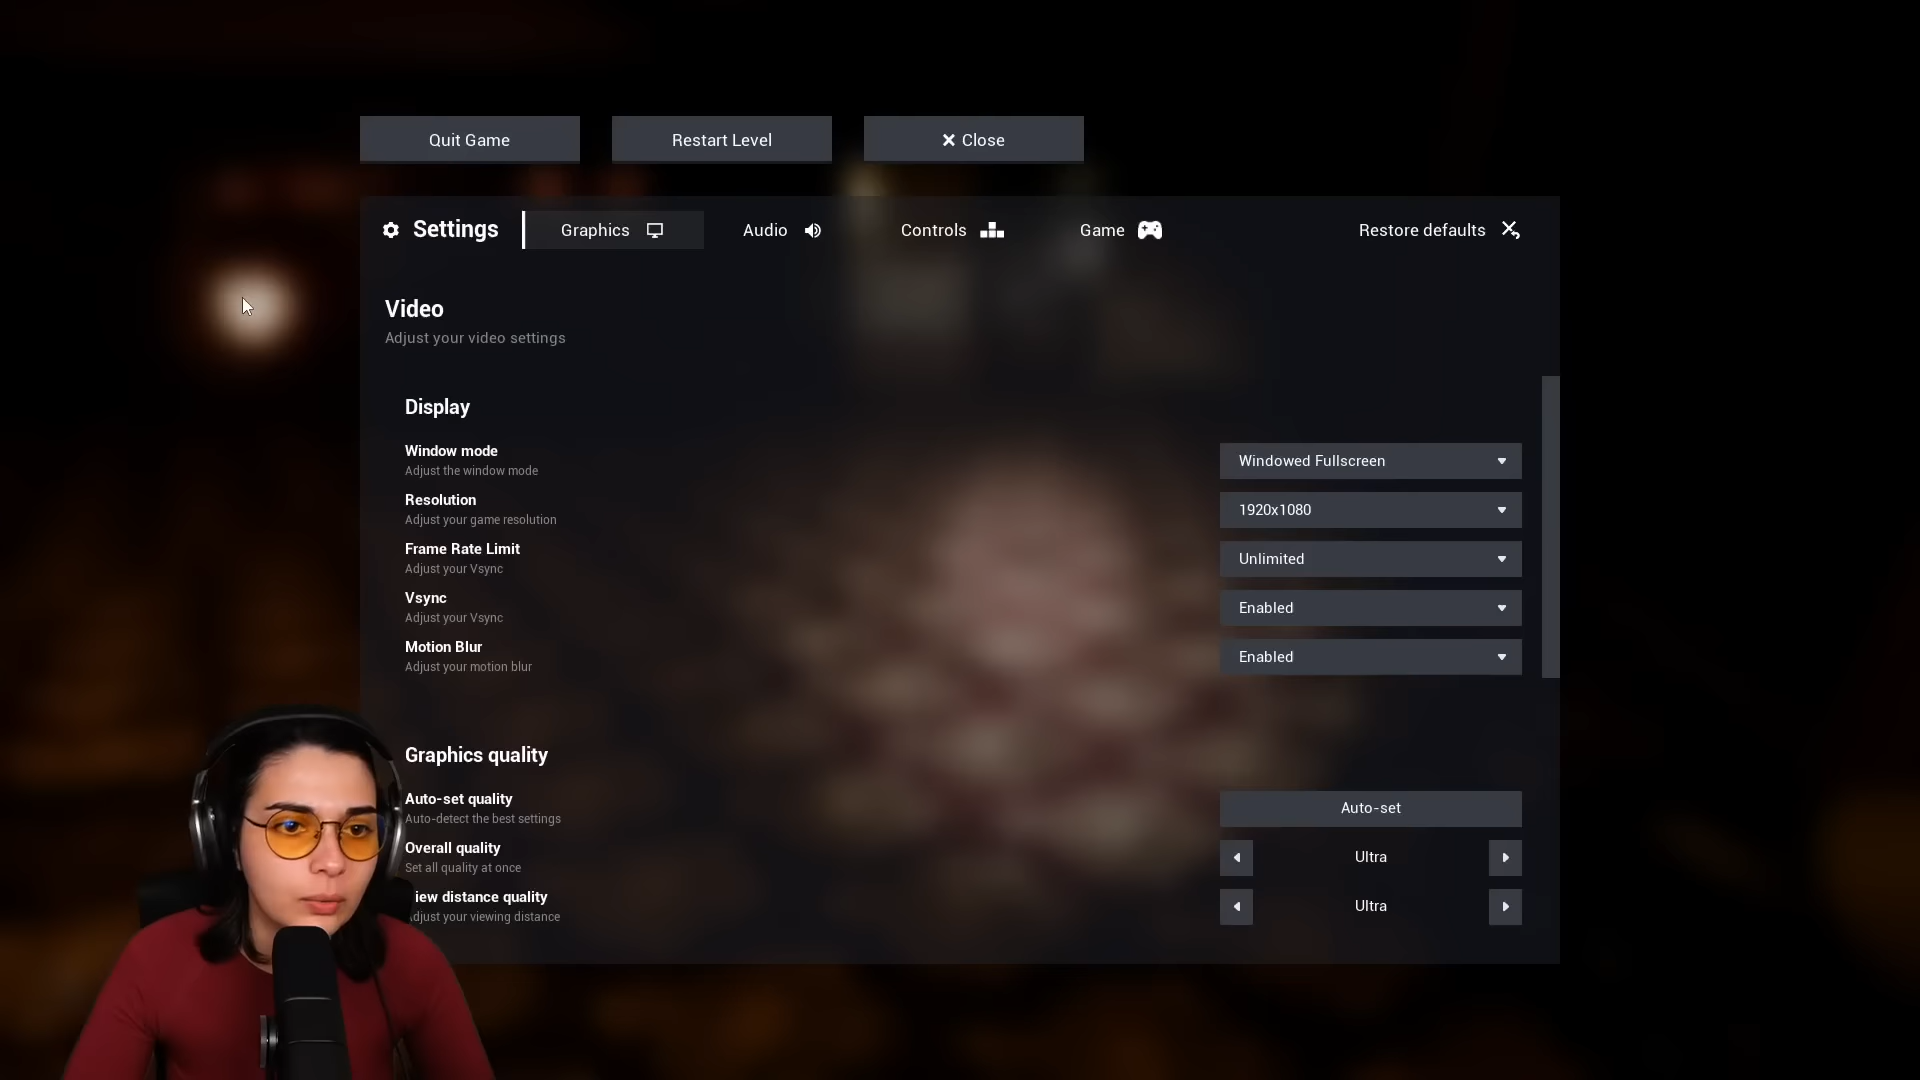 Quit Game
Restart Level
Close
Settings
Graphics
Audio
Controls
Game
Restore defaults
Video
Adjust your video settings
Display
Window mode
Adjust the window mode
Windowed Fullscreen
Resolution
Adjust your game resolution
1920x1080
Frame Rate Limit
Adjust your Vsync
Unlimited
Vsync
Adjust your Vsync
Enabled
Motion Blur
Adjust your motion blur
Enabled
Graphics quality
Auto-set quality
Auto-detect the best settings
Auto-set
Overall quality
Set all quality at once
Ultra
iew distance quality
djust your viewing distance
Ultra